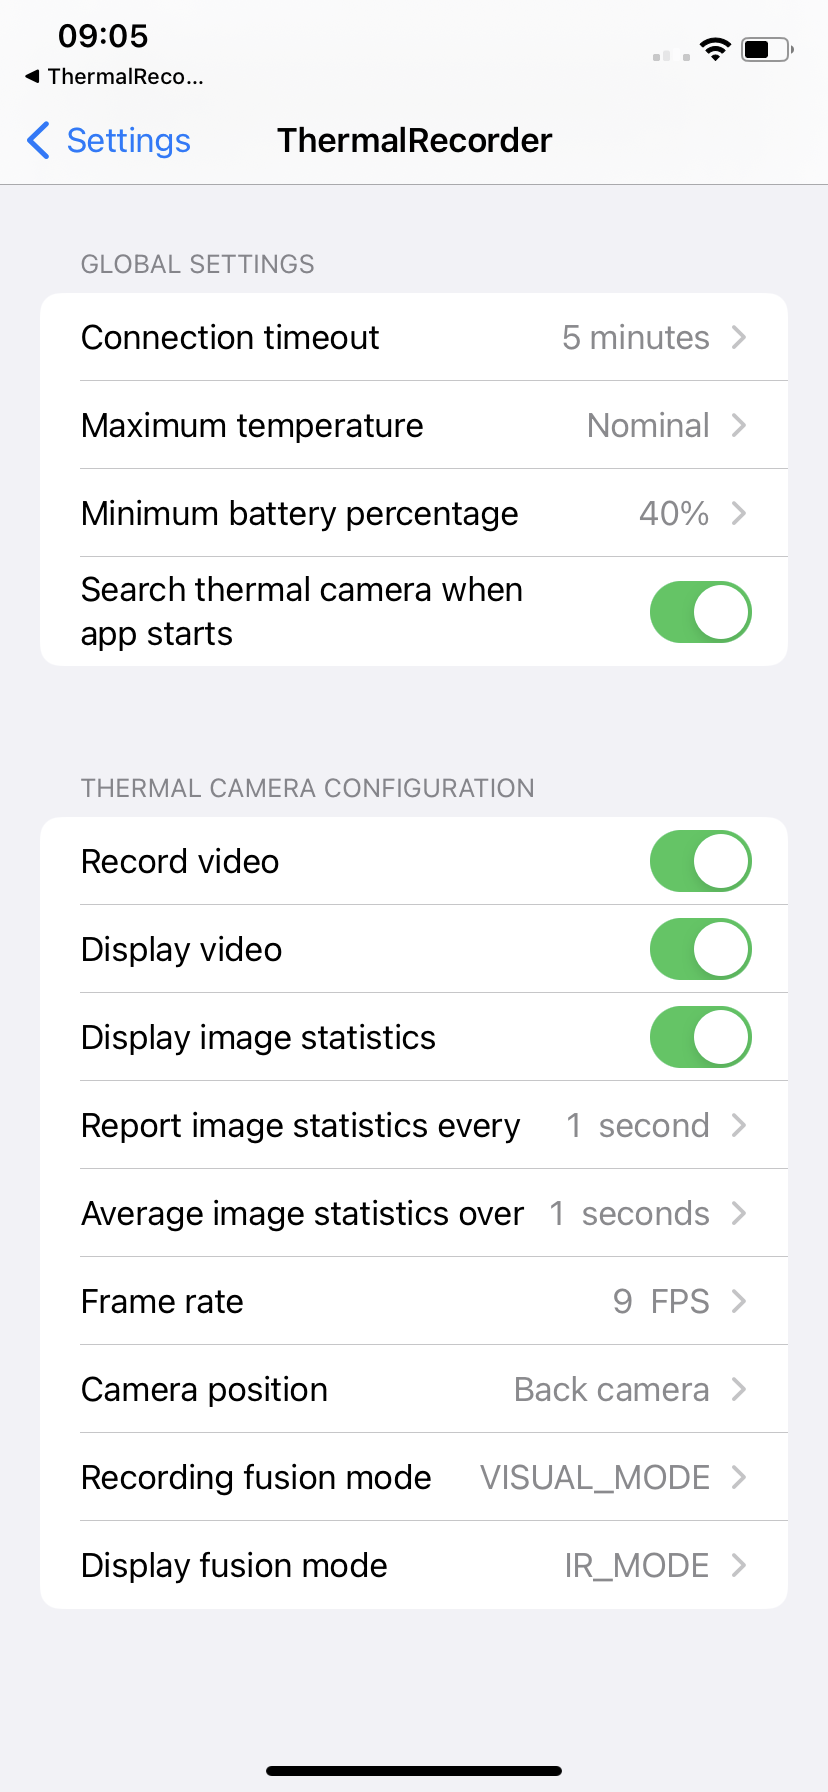 09:05
◀ ThermalReco...
Settings
ThermalRecorder
GLOBAL SETTINGS
Connection timeout 5 minutes
Maximum temperature Nominal
Minimum battery percentage 40%
Search thermal camera when
app starts
THERMAL CAMERA CONFIGURATION
Record video
Display video
Display image statistics
Report image statistics every 1 second
Average image statistics over 1 seconds
Frame rate 9 FPS
Camera position Back camera
Recording fusion mode VISUAL_MODE
Display fusion mode IR_MODE